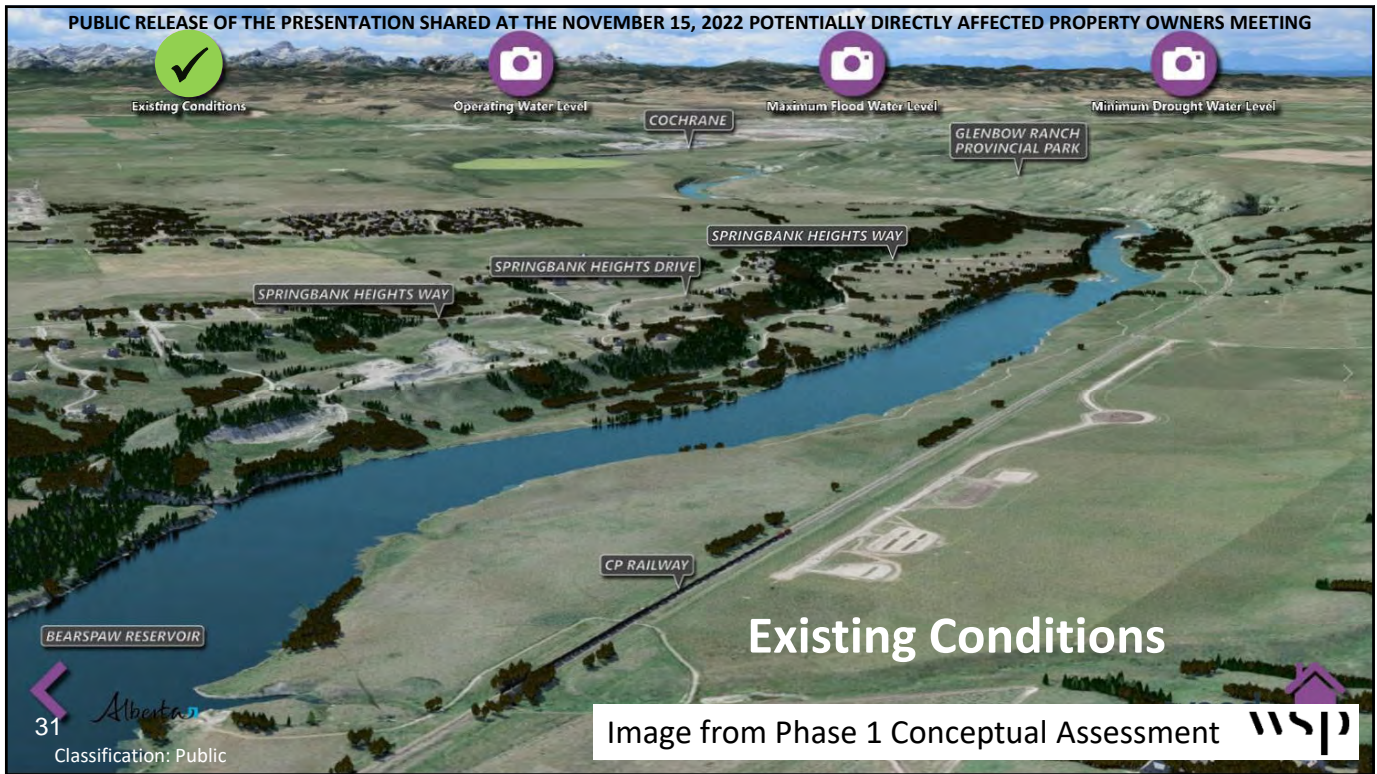 PUBLIC RELEASE OF THE PRESENTATION SHARED AT THE NOVEMBER 15, 2022 POTENTIALLY DIRECTLY AFFECTED PROPERTY OWNERS MEETING
Existing Conditions
Operating Water Level
Maximum Flood Water Level
Minimum Drought Water Level
COCHRANE
GLENBOW RANCH
PROVINCIAL PARK
SPRINGBANK HEIGHTS WAY
SPRINGBANK HEIGHTS DRIVE
SPRINGBANK HEIGHTS WAY
CP RAILWAY
BEARSPAW RESERVOIR
Existing Conditions
Alberta
31
Classification: Public
Image from Phase 1 Conceptual Assessment
wsp